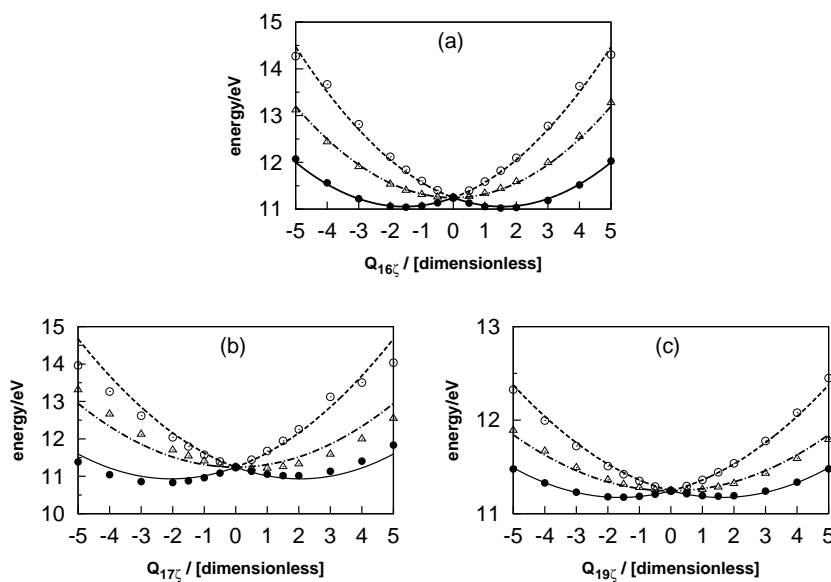 (a)
energy/eV
15
14
13
12
11
-5 -4 -3 -2 -1 0 1 2 3 4 5
Q16ζ / [dimensionless]
(b)
energy/eV
15
14
13
12
11
10
-5 -4 -3 -2 -1 0 1 2 3 4 5
Q17ζ / [dimensionless]
(c)
energy/eV
13
12
11
-5 -4 -3 -2 -1 0 1 2 3 4 5
Q19ζ / [dimensionless]